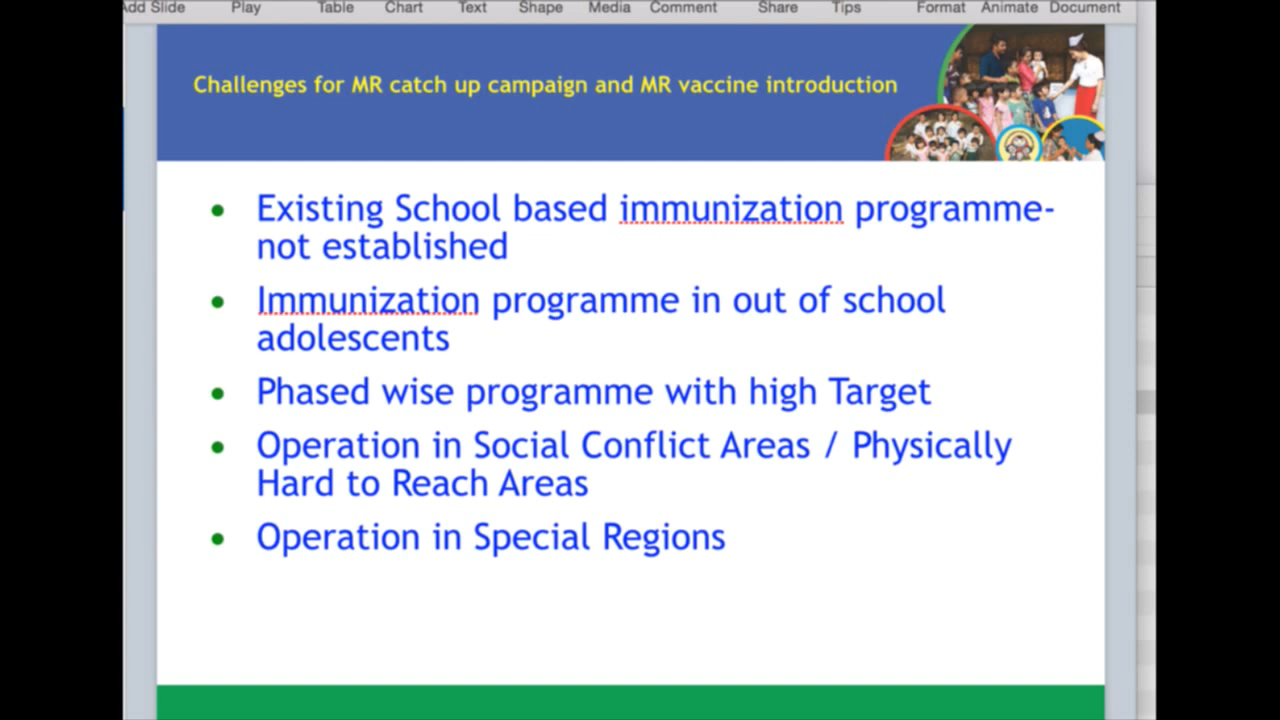 Add Slide Play Table Chart Text Shape Media Comment Share Tips Format Animate Document
Challenges for MR catch up campaign and MR vaccine introduction
• Existing School based immunization programme-
not established
• Immunization programme in out of school
adolescents
• Phased wise programme with high Target
• Operation in Social Conflict Areas / Physically
Hard to Reach Areas
• Operation in Special Regions